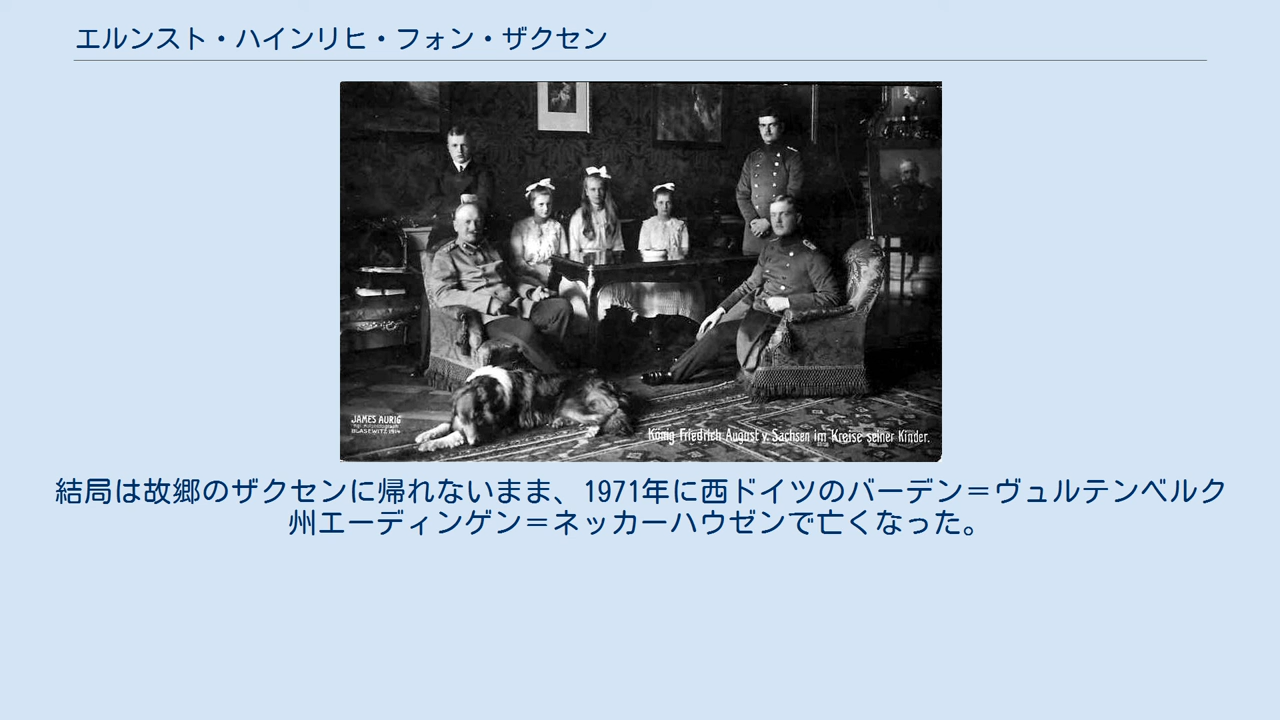 エルンスト・ハインリヒ・フォン・ザクセン
JAMES AURIG
BLASEWITZ 1914
König Friedrich August v. Sachsen im Kreise seiner Kinder.
結局は故郷のザクセンに帰れないまま、1971年に西ドイツのバーデン＝ヴュルテンベルク
州エーディンゲン＝ネッカーハウゼンで亡くなった。